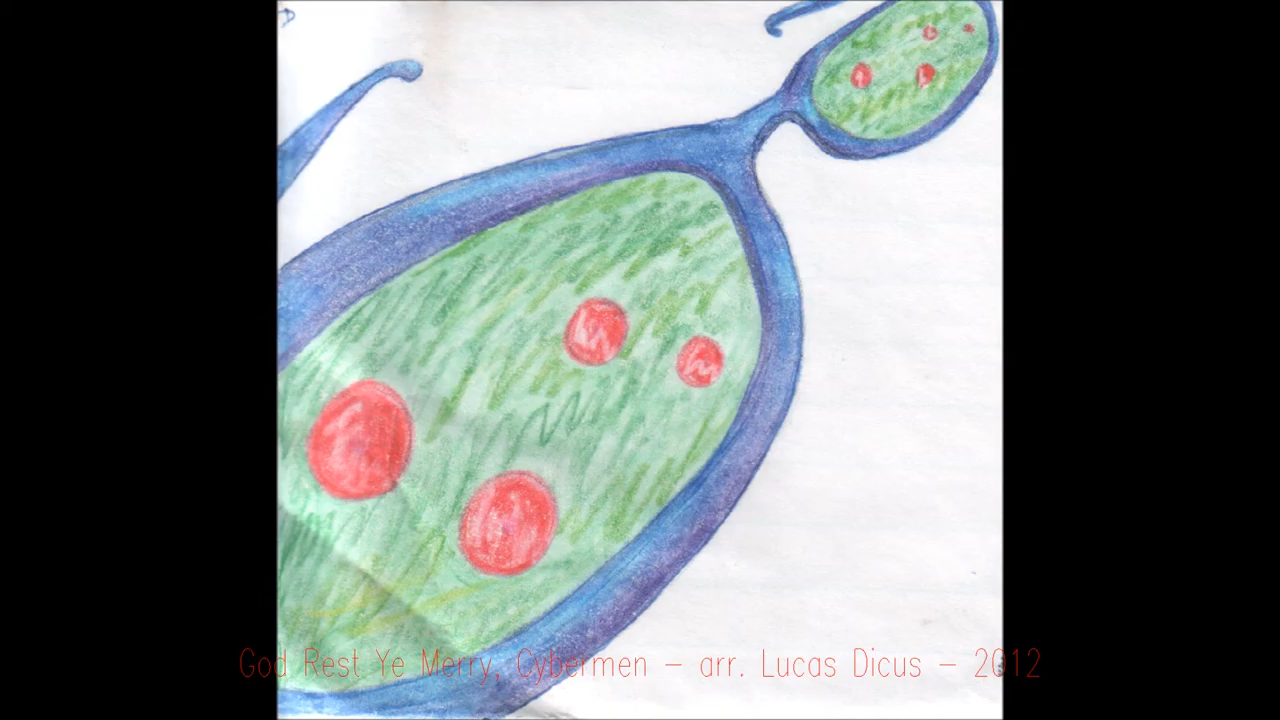 God Rest Ye Merry, Cybermen - arr. Lucas Dicus - 2012